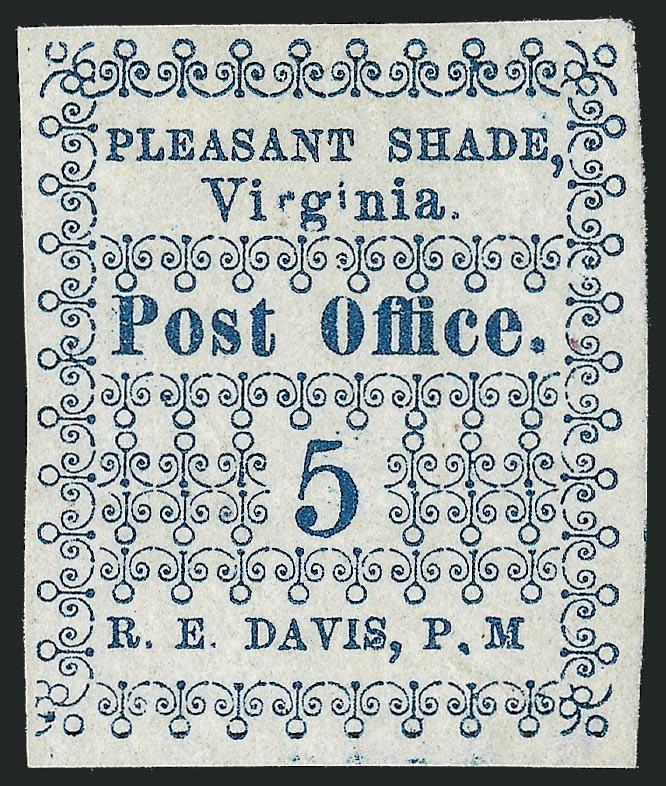 PLEASANT SHADE,
Virginia.
Post Office.
5
R. E. DAVIS, P. M